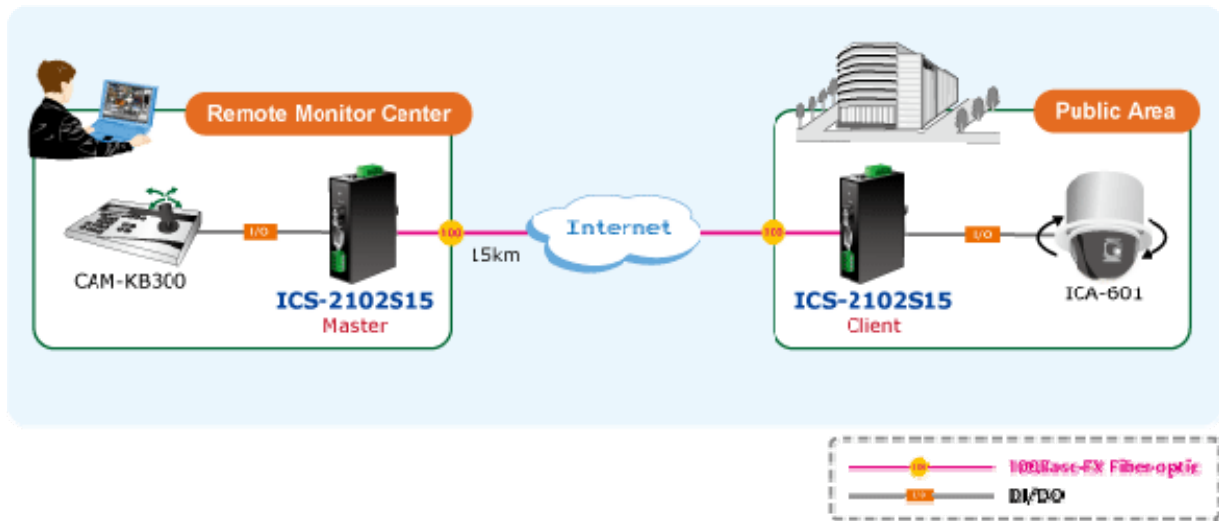 Remote Monitor Center
Public Area
I/O
100
15km
Internet
100
I/O
CAM-KB300
ICS-2102S15
Master
ICS-2102S15
Client
ICA-601
100
100Base-FX Fiber-optic
I/O
DI/DO